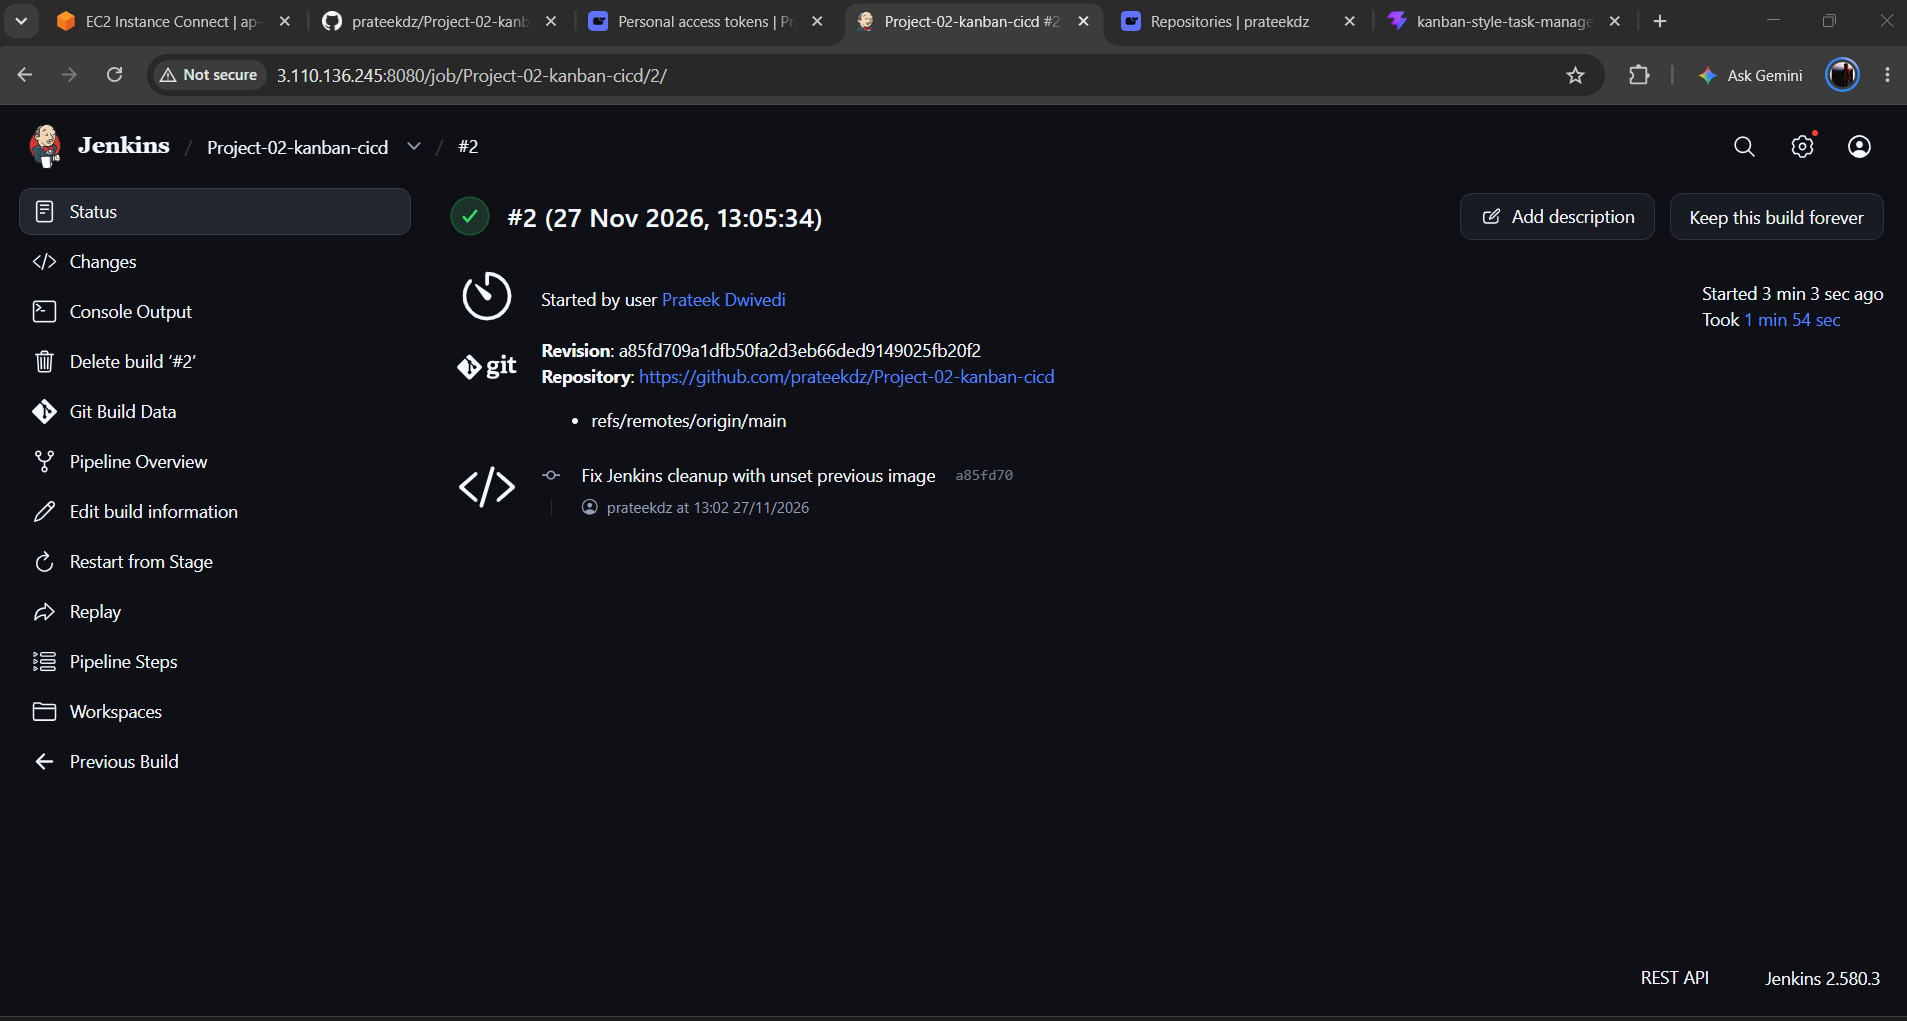 EC2 Instance Connect | ap-
prateekdz/Project-02-kanb
Personal access tokens | Pr
Project-02-kanban-cicd #2
Repositories | prateekdz
kanban-style-task-manage
Not secure
3.110.136.245:8080/job/Project-02-kanban-cicd/2/
Ask Gemini
Jenkins / Project-02-kanban-cicd / #2
Status
Changes
Console Output
Delete build ‘#2’
Git Build Data
Pipeline Overview
Edit build information
Restart from Stage
Replay
Pipeline Steps
Workspaces
Previous Build
#2 (27 Nov 2026, 13:05:34)
Add description
Keep this build forever
Started by user Prateek Dwivedi
Started 3 min 3 sec ago
Took 1 min 54 sec
git
Revision: a85fd709a1dfb50fa2d3eb66ded9149025fb20f2
Repository: https://github.com/prateekdz/Project-02-kanban-cicd
• refs/remotes/origin/main
Fix Jenkins cleanup with unset previous image a85fd70
prateekdz at 13:02 27/11/2026
REST API
Jenkins 2.580.3